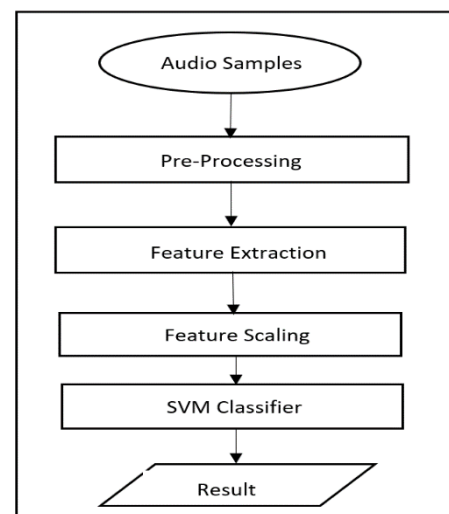 Audio Samples
Pre-Processing
Feature Extraction
Feature Scaling
SVM Classifier
Result